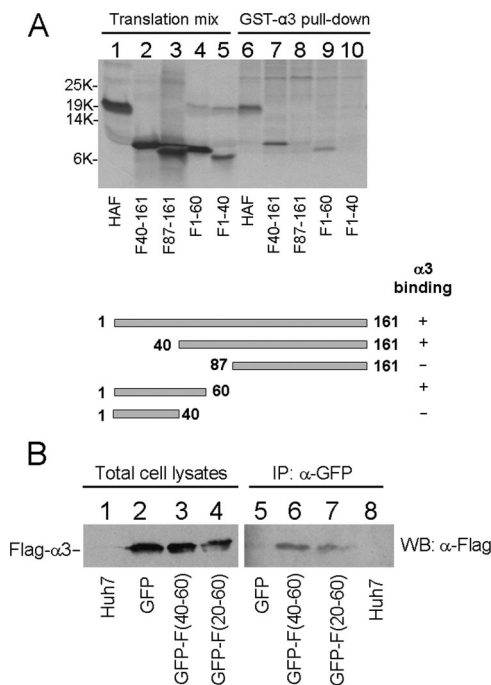 A
Translation mix GST-α3 pull-down
1 2 3 4 5 6 7 8 9 10
25K-
19K-
14K-
6K-
HAF F40-161 F87-161 F1-60 F1-40 HAF F40-161 F87-161 F1-60 F1-40
α3
binding
1 161 +
40 161 +
87 161 –
1 60 +
1 40 –
B
Total cell lysates IP: α-GFP
1 2 3 4 5 6 7 8
Flag-α3– WB: α-Flag
Huh7 GFP GFP-F(40-60) GFP-F(20-60) GFP GFP-F(40-60) GFP-F(20-60) Huh7